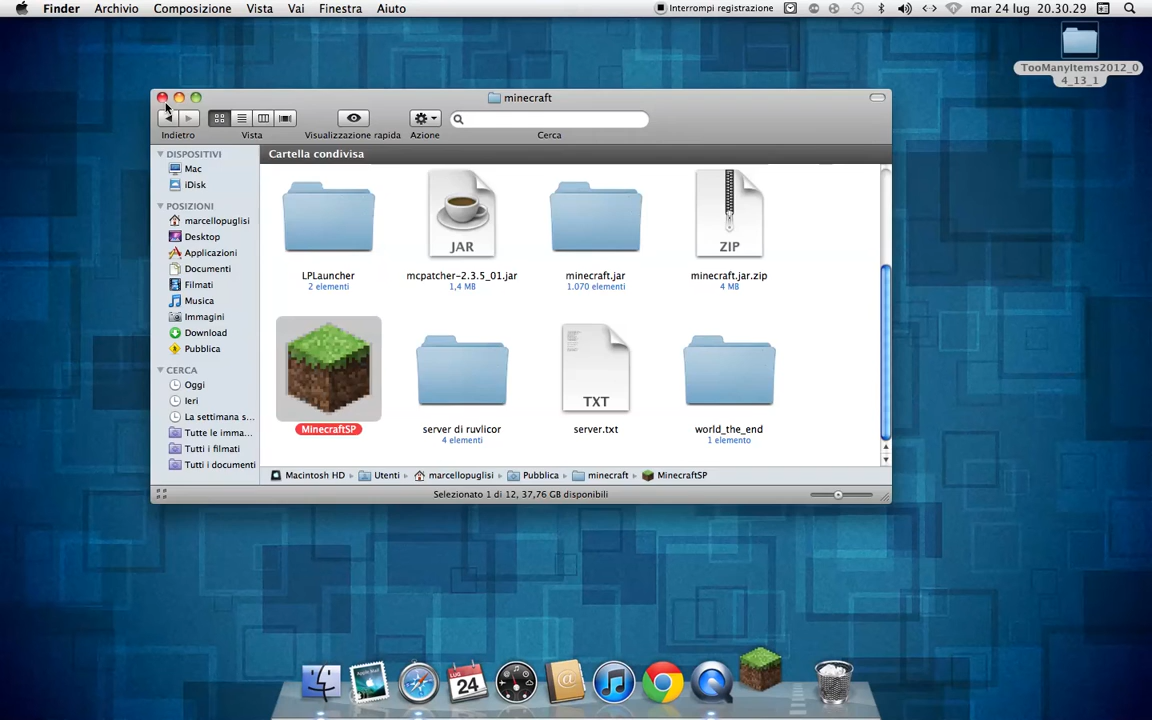 Finder Archivio Composizione Vista Vai Finestra Aiuto Interrompi registrazione mar 24 lug 20.30.29
TooManyItems2012_0
4_13_1
minecraft
Indietro Vista Visualizzazione rapida Azione Cerca
DISPOSITIVI
Mac
iDisk
POSIZIONI
marcellopuglisi
Desktop
Applicazioni
Documenti
Filmati
Musica
Immagini
Download
Pubblica
CERCA
Oggi
Ieri
La settimana s...
Tutte le imma...
Tutti i filmati
Tutti i documenti
Cartella condivisa
JAR ZIP
LPLauncher mcpatcher-2.3.5_01.jar minecraft.jar minecraft.jar.zip
2 elementi 1,4 MB 1.070 elementi 4 MB
TXT
MinecraftSP server di ruvlicor server.txt world_the_end
4 elementi 1 elemento
Macintosh HD Utenti marcellopuglisi Pubblica minecraft MinecraftSP
Selezionato 1 di 12, 37,76 GB disponibili
LUG
24